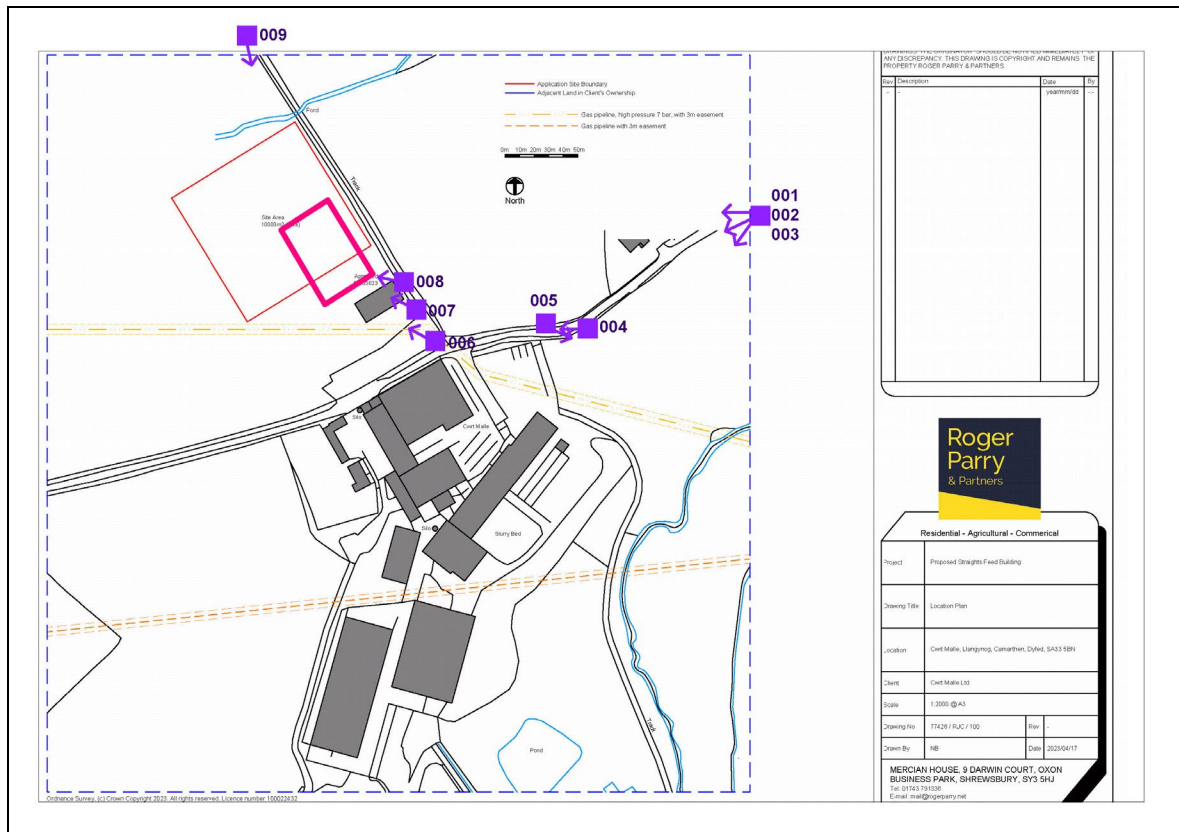 009
DRAWINGS. THE ORIGINATOR SHOULD BE NOTIFIED IMMEDIATELY OF
ANY DISCREPANCY. THIS DRAWING IS COPYRIGHT AND REMAINS THE
PROPERTY ROGER PARRY & PARTNERS.
Rev Description Date By
- - year/mm/dd --
Application Site Boundary
Adjacent Land in Client's Ownership
Gas pipeline, high pressure 7 bar, with 3m easement
Gas pipeline with 3m easement
0m 10m 20m 30m 40m 50m
North
Ford
Track
Site Area
10000m2
001
002
003
008
007
006
005
004
Silo
Cwrt Malle
Silo
Slurry Bed
Track
Pond
Roger
Parry
& Partners
Residential - Agricultural - Commerical
Project Proposed Straights Feed Building
Drawing Title Location Plan
Location Cwrt Malle, Llangynog, Camarthen, Dyfed, SA33 5BN
Client Cwrt Malle Ltd
Scale 1:2000 @ A3
Drawing No T7426 / RJC / 100 Rev -
Drawn By NB Date 2023/04/17
MERCIAN HOUSE, 9 DARWIN COURT, OXON
BUSINESS PARK, SHREWSBURY, SY3 5HJ
Tel: 01743 791336
E-mail: mail@rogerparry.net
Ordnance Survey, (c) Crown Copyright 2023. All rights reserved. Licence number 100022432